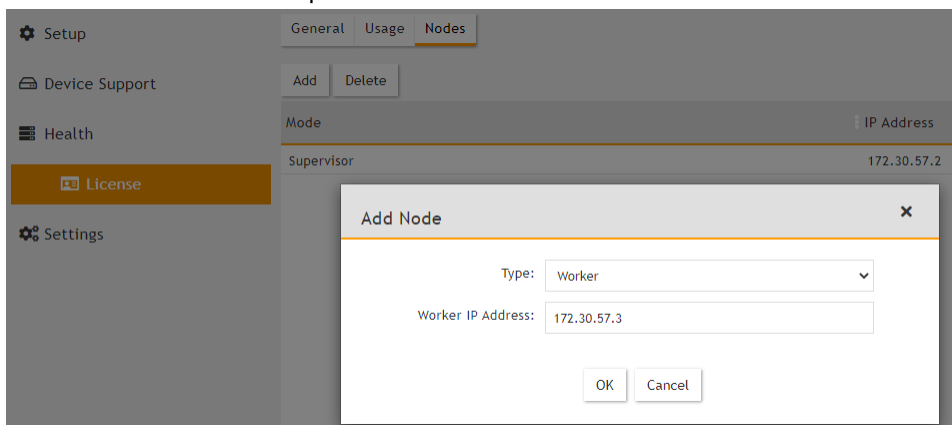 Setup
Device Support
Health
License
Settings
General Usage Nodes
Add Delete
Mode IP Address
Supervisor 172.30.57.2
Add Node ×
Type: Worker
Worker IP Address: 172.30.57.3
OK Cancel